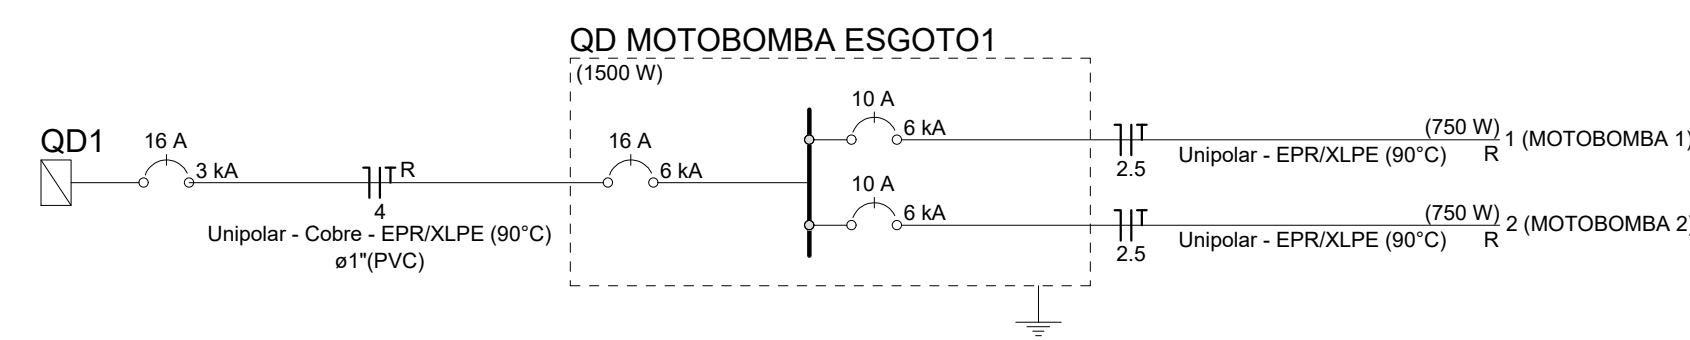 QD MOTOBOMBA ESGOTO1
(1500 W)
QD1
16 A
3 kA
R
4
Unipolar - Cobre - EPR/XLPE (90°C)
ø1"(PVC)
16 A
6 kA
10 A
6 kA
2.5
Unipolar - EPR/XLPE (90°C)
(750 W)
R
1 (MOTOBOMBA 1)
10 A
6 kA
2.5
Unipolar - EPR/XLPE (90°C)
(750 W)
R
2 (MOTOBOMBA 2)